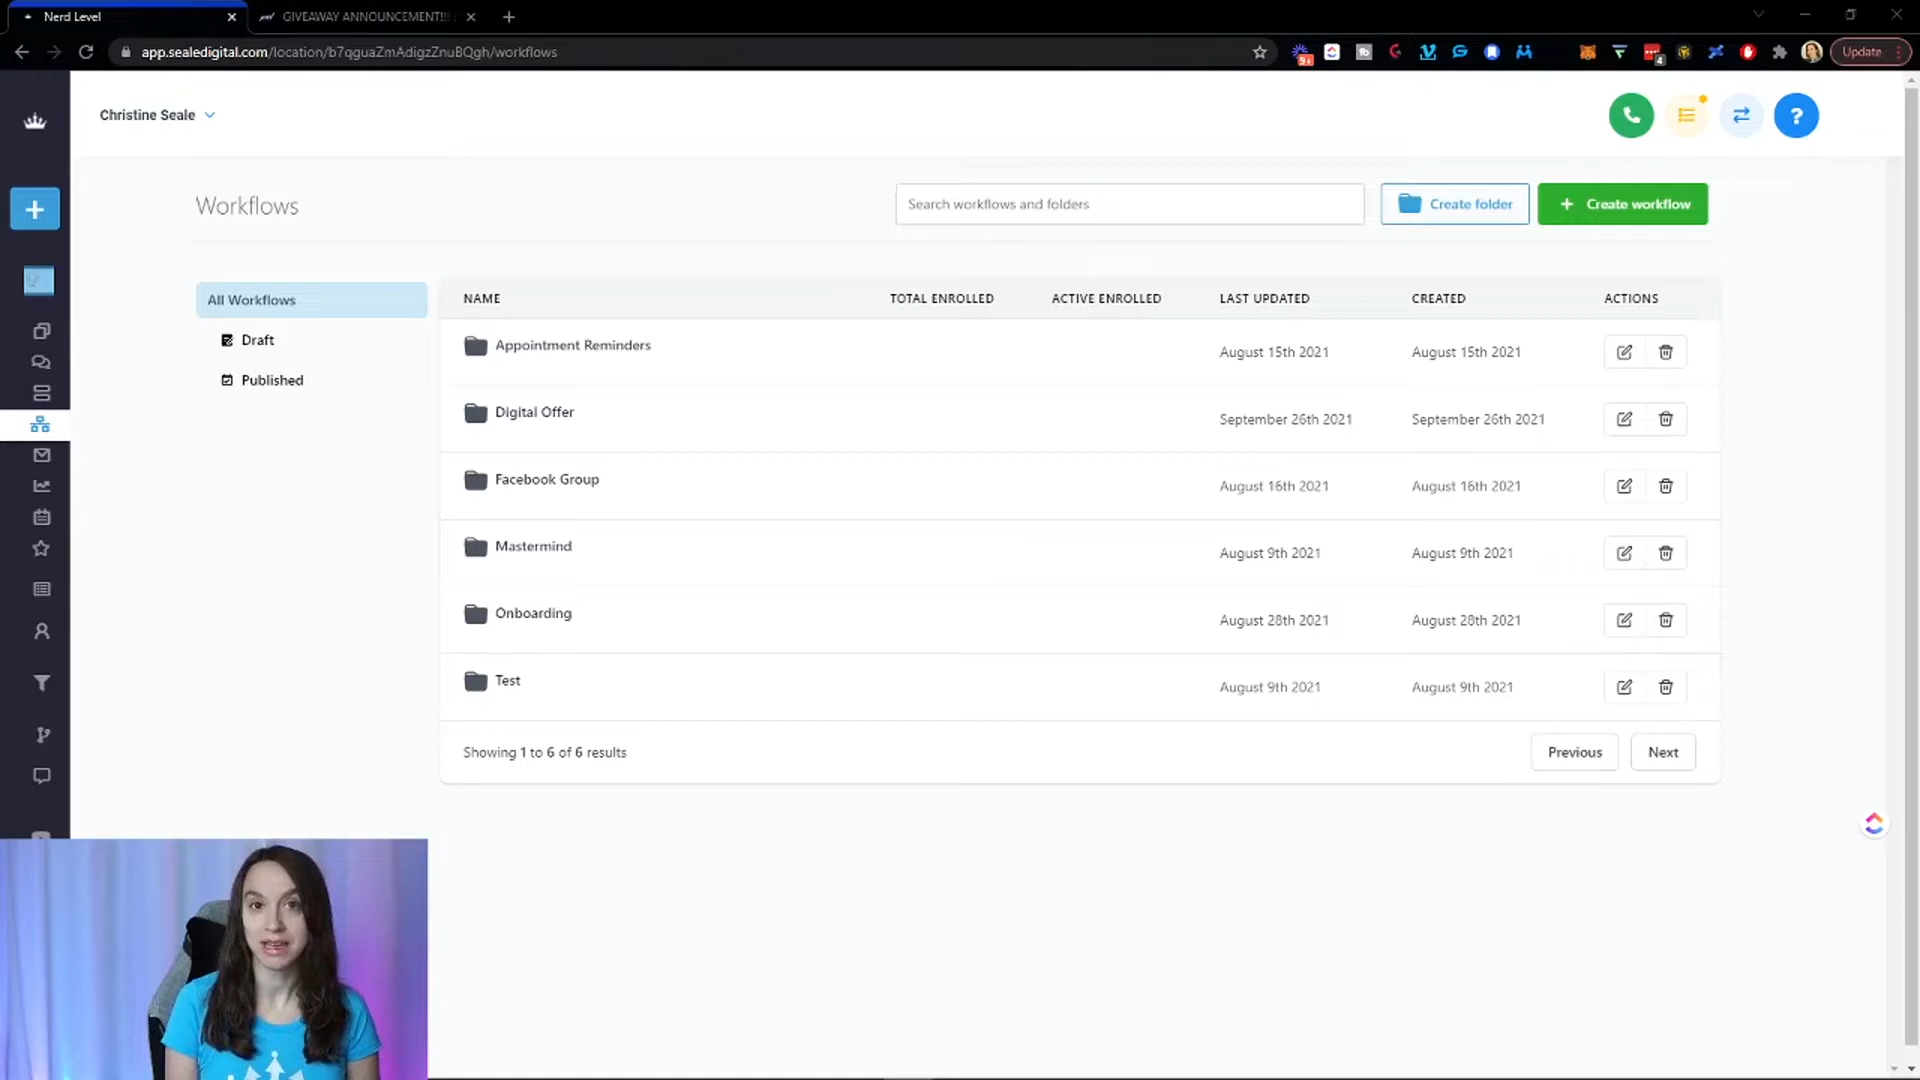 Nerd Level
GIVEAWAY ANNOUNCEMENT!!!
app.sealedigital.com/location/b7qguaZmAdigzZnuBQgh/workflows
9+
4
Update
Christine Seale
?
Workflows
Search workflows and folders
Create folder
+ Create workflow
All Workflows
Draft
Published
NAME TOTAL ENROLLED ACTIVE ENROLLED LAST UPDATED CREATED ACTIONS
Appointment Reminders August 15th 2021 August 15th 2021
Digital Offer September 26th 2021 September 26th 2021
Facebook Group August 16th 2021 August 16th 2021
Mastermind August 9th 2021 August 9th 2021
Onboarding August 28th 2021 August 28th 2021
Test August 9th 2021 August 9th 2021
Showing 1 to 6 of 6 results
Previous
Next